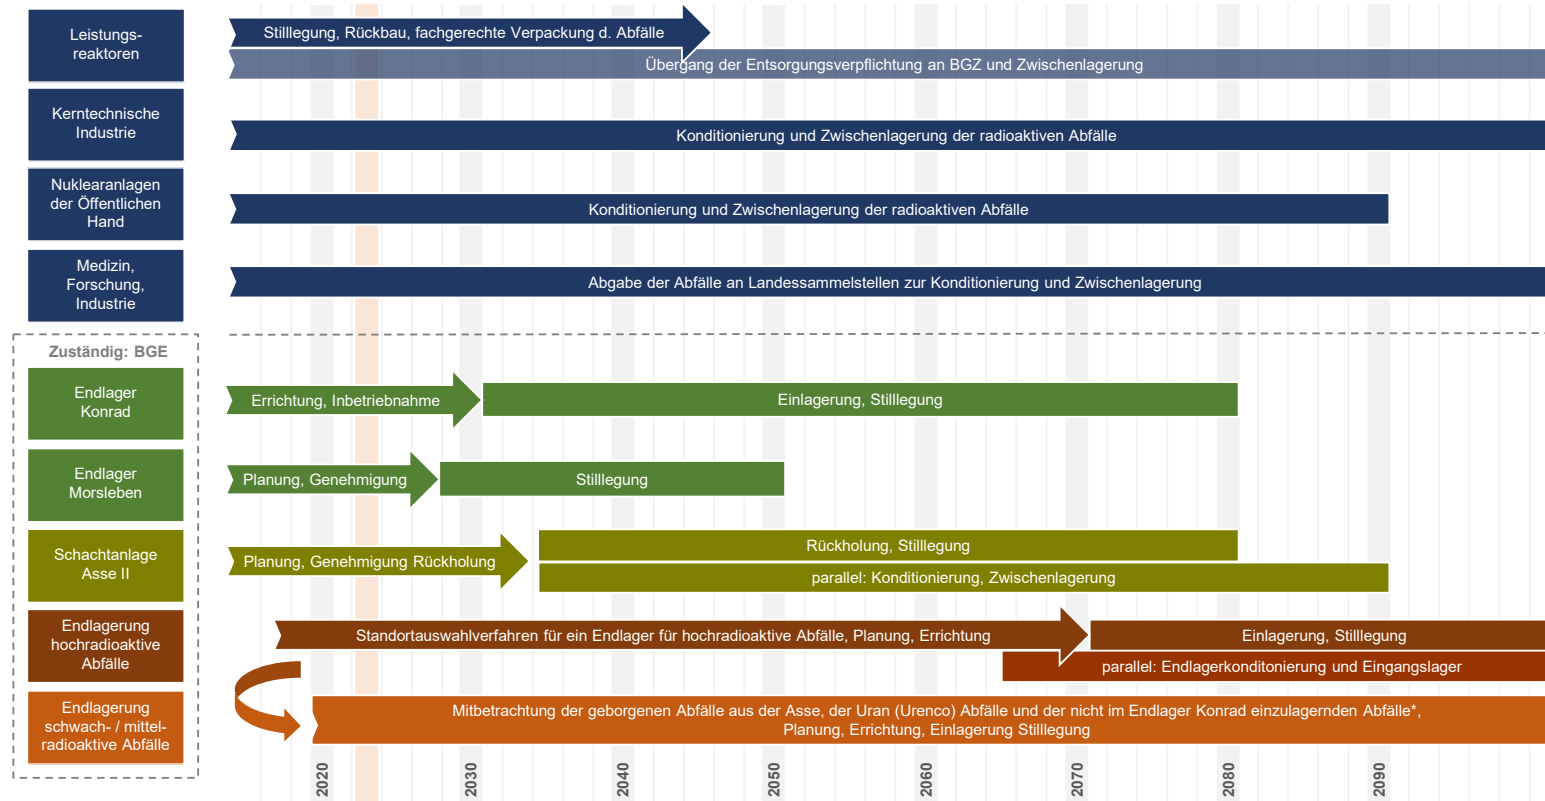 Leistungs-
reaktoren
Stilllegung, Rückbau, fachgerechte Verpackung d. Abfälle
Übergang der Entsorgungsverpflichtung an BGZ und Zwischenlagerung
Kerntechnische
Industrie
Konditionierung und Zwischenlagerung der radioaktiven Abfälle
Nuklearanlagen
der Öffentlichen
Hand
Konditionierung und Zwischenlagerung der radioaktiven Abfälle
Medizin,
Forschung,
Industrie
Abgabe der Abfälle an Landessammelstellen zur Konditionierung und Zwischenlagerung
Zuständig: BGE
Endlager
Konrad
Errichtung, Inbetriebnahme
Einlagerung, Stilllegung
Endlager
Morsleben
Planung, Genehmigung
Stilllegung
Schachtanlage
Asse II
Planung, Genehmigung Rückholung
Rückholung, Stilllegung
parallel: Konditionierung, Zwischenlagerung
Endlagerung
hochradioaktive
Abfälle
Standortauswahlverfahren für ein Endlager für hochradioaktive Abfälle, Planung, Errichtung
Einlagerung, Stilllegung
parallel: Endlagerkonditonierung und Eingangslager
Endlagerung
schwach- / mittel-
radioaktive Abfälle
Mitbetrachtung der geborgenen Abfälle aus der Asse, der Uran (Urenco) Abfälle und der nicht im Endlager Konrad einzulagernden Abfälle*,
Planung, Errichtung, Einlagerung Stilllegung
2020
2030
2040
2050
2060
2070
2080
2090